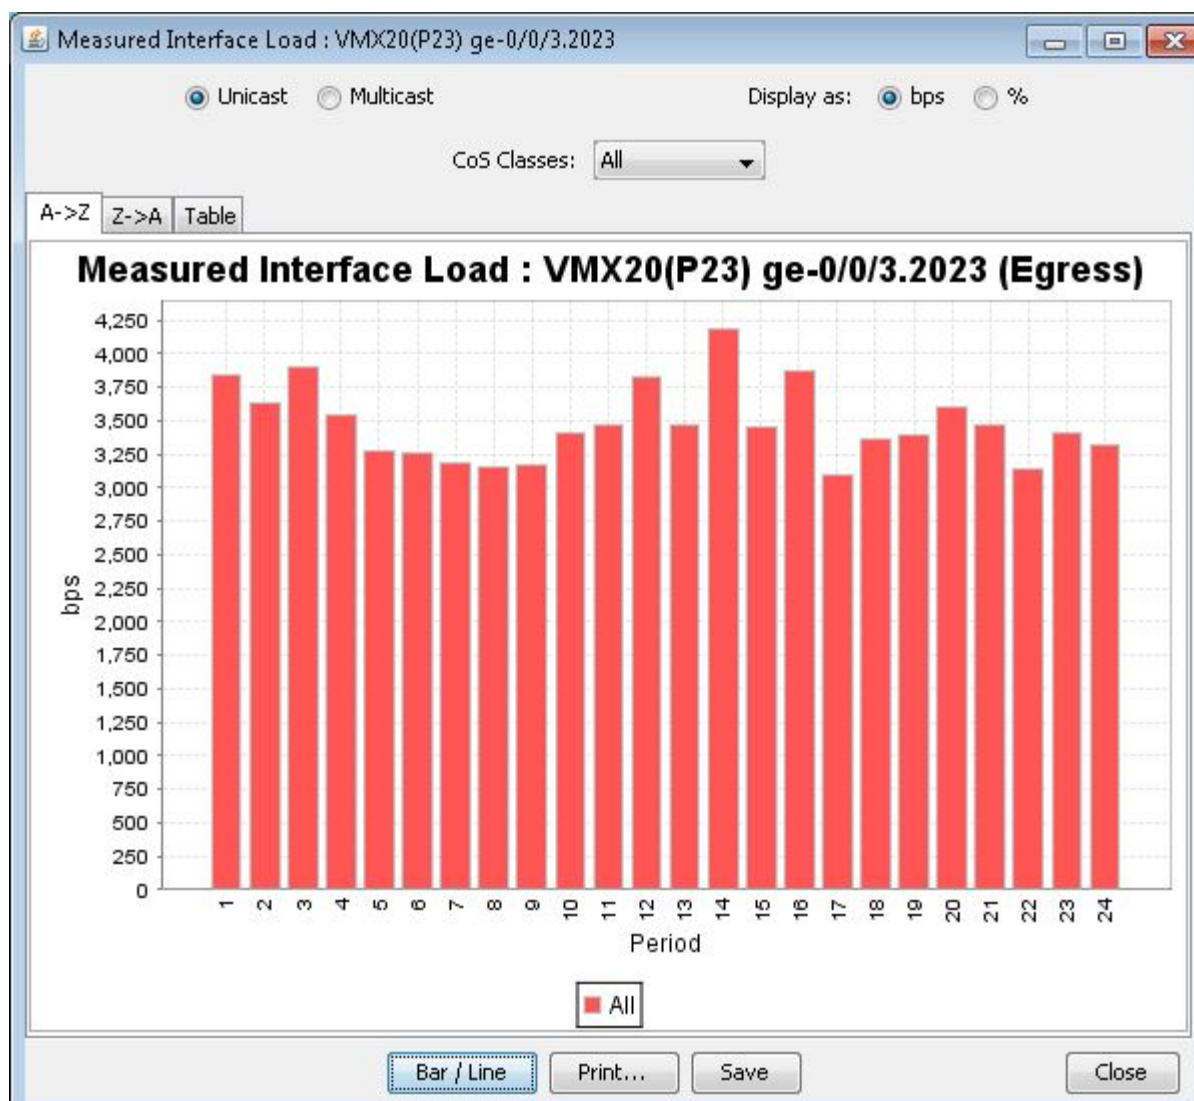 Measured Interface Load : VMX20(P23) ge-0/0/3.2023
Unicast Multicast Display as: bps %
CoS Classes: All
A->Z Z->A Table
Measured Interface Load : VMX20(P23) ge-0/0/3.2023 (Egress)
4,250
4,000
3,750
3,500
3,250
3,000
2,750
2,500
2,250
2,000
1,750
1,500
1,250
1,000
750
500
250
0
bps
1 2 3 4 5 6 7 8 9 10 11 12 13 14 15 16 17 18 19 20 21 22 23 24
Period
All
Bar / Line Print... Save Close